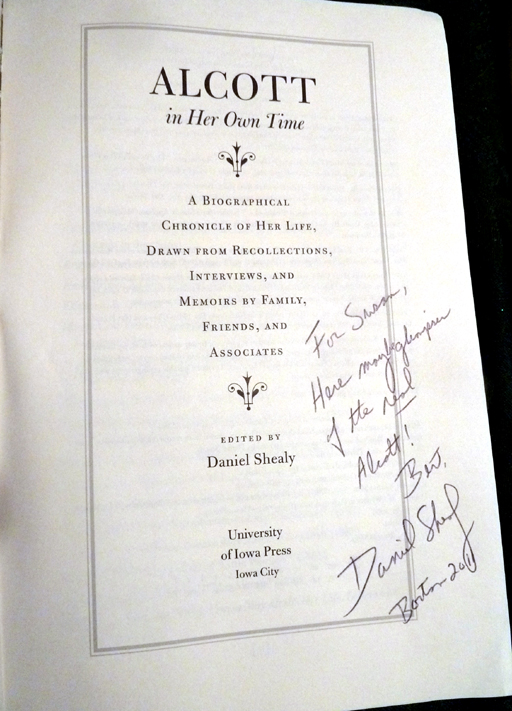 ALCOTT
in Her Own Time
A Biographical
Chronicle of Her Life,
Drawn from Recollections,
Interviews, and
Memoirs by Family,
Friends, and
Associates
Edited by
Daniel Shealy
University
of Iowa Press
Iowa City
For Susan,
Here maybe glimpses
of the real
Alcott!
Best,
Daniel Shealy
Boston 2011